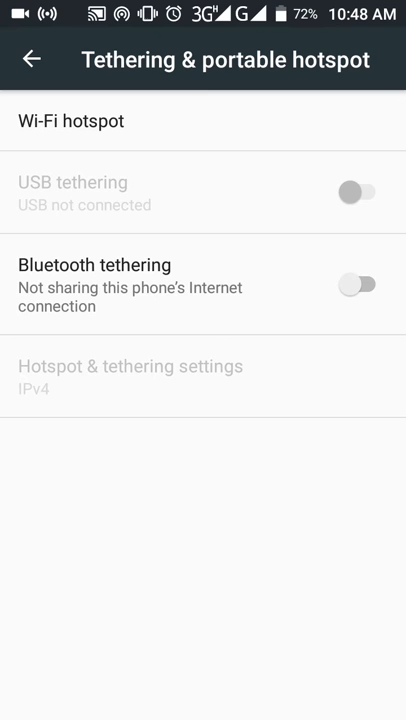 3G H G 72% 10:48 AM
Tethering & portable hotspot
Wi-Fi hotspot
USB tethering
USB not connected
Bluetooth tethering
Not sharing this phone's Internet
connection
Hotspot & tethering settings
IPv4